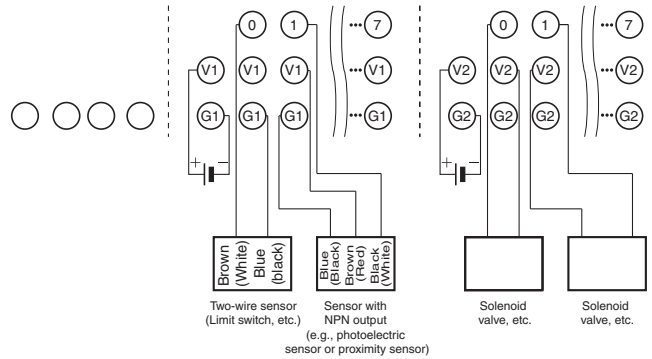 0 1 ••• 7 0 1 ••• 7
V1 V1 V1 ••• V1 V2 V2 V2 ••• V2
G1 G1 G1 ••• G1 G2 G2 G2 ••• G2
+ − + −
Brown
(White)
Blue
(black)
Blue
(Black)
Brown
(Red)
Black
(White)
Two-wire sensor
(Limit switch, etc.)
Sensor with
NPN output
(e.g., photoelectric
sensor or proximity sensor)
Solenoid
valve, etc.
Solenoid
valve, etc.